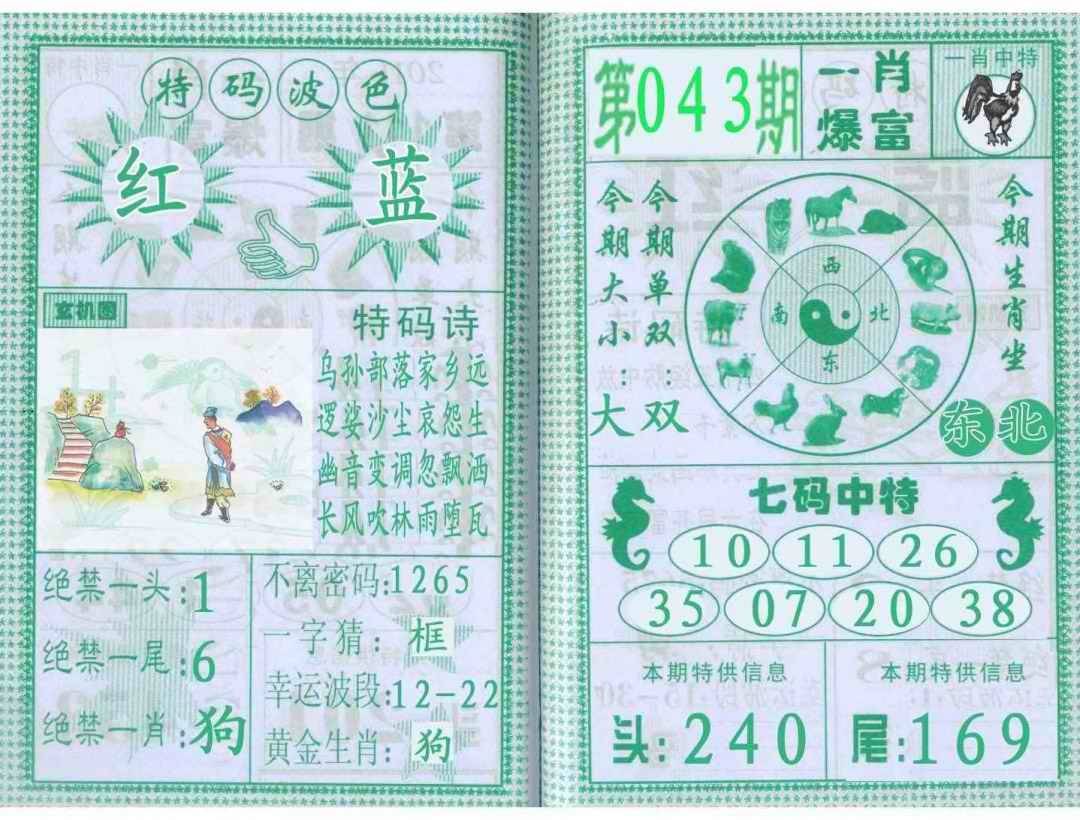 特码波色
红 蓝
玄机图
特码诗
乌孙部落家乡远
逻娑沙尘哀怨生
幽音变调忽飘洒
长风吹林雨堕瓦
绝禁一头:1
绝禁一尾:6
绝禁一肖:狗
不离密码:1265
一字猜:框
幸运波段:12-22
黄金生肖:狗
第043期
一肖
爆富
一肖中特
今期大小
大
今期单双
双
西
南 北
东
今期生肖坐
东北
七码中特
10 11 26
35 07 20 38
本期特供信息
头:240
本期特供信息
尾:169